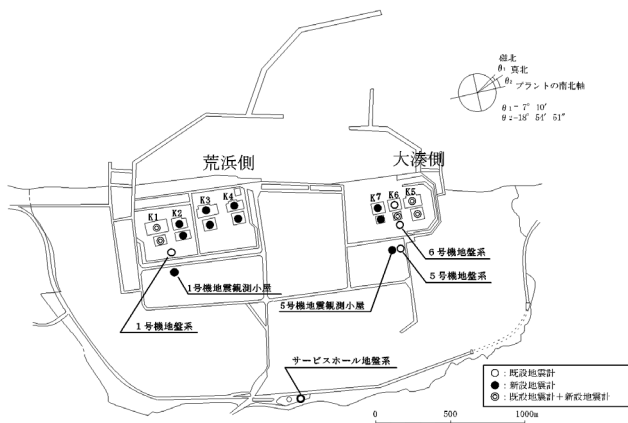 磁北
θ₁ 真北
θ₂ プラントの南北軸
θ₁= 7° 10′
θ₂=18° 54′ 51″
荒浜側
大湊側
K1
K2
K3
K4
K7
K6
K5
6号機地盤系
5号機地盤系
1号機地震観測小屋
5号機地震観測小屋
1号機地盤系
サービスホール地盤系
○ : 既設地震計
● : 新設地震計
◎ : 既設地震計+新設地震計
0 500 1000m